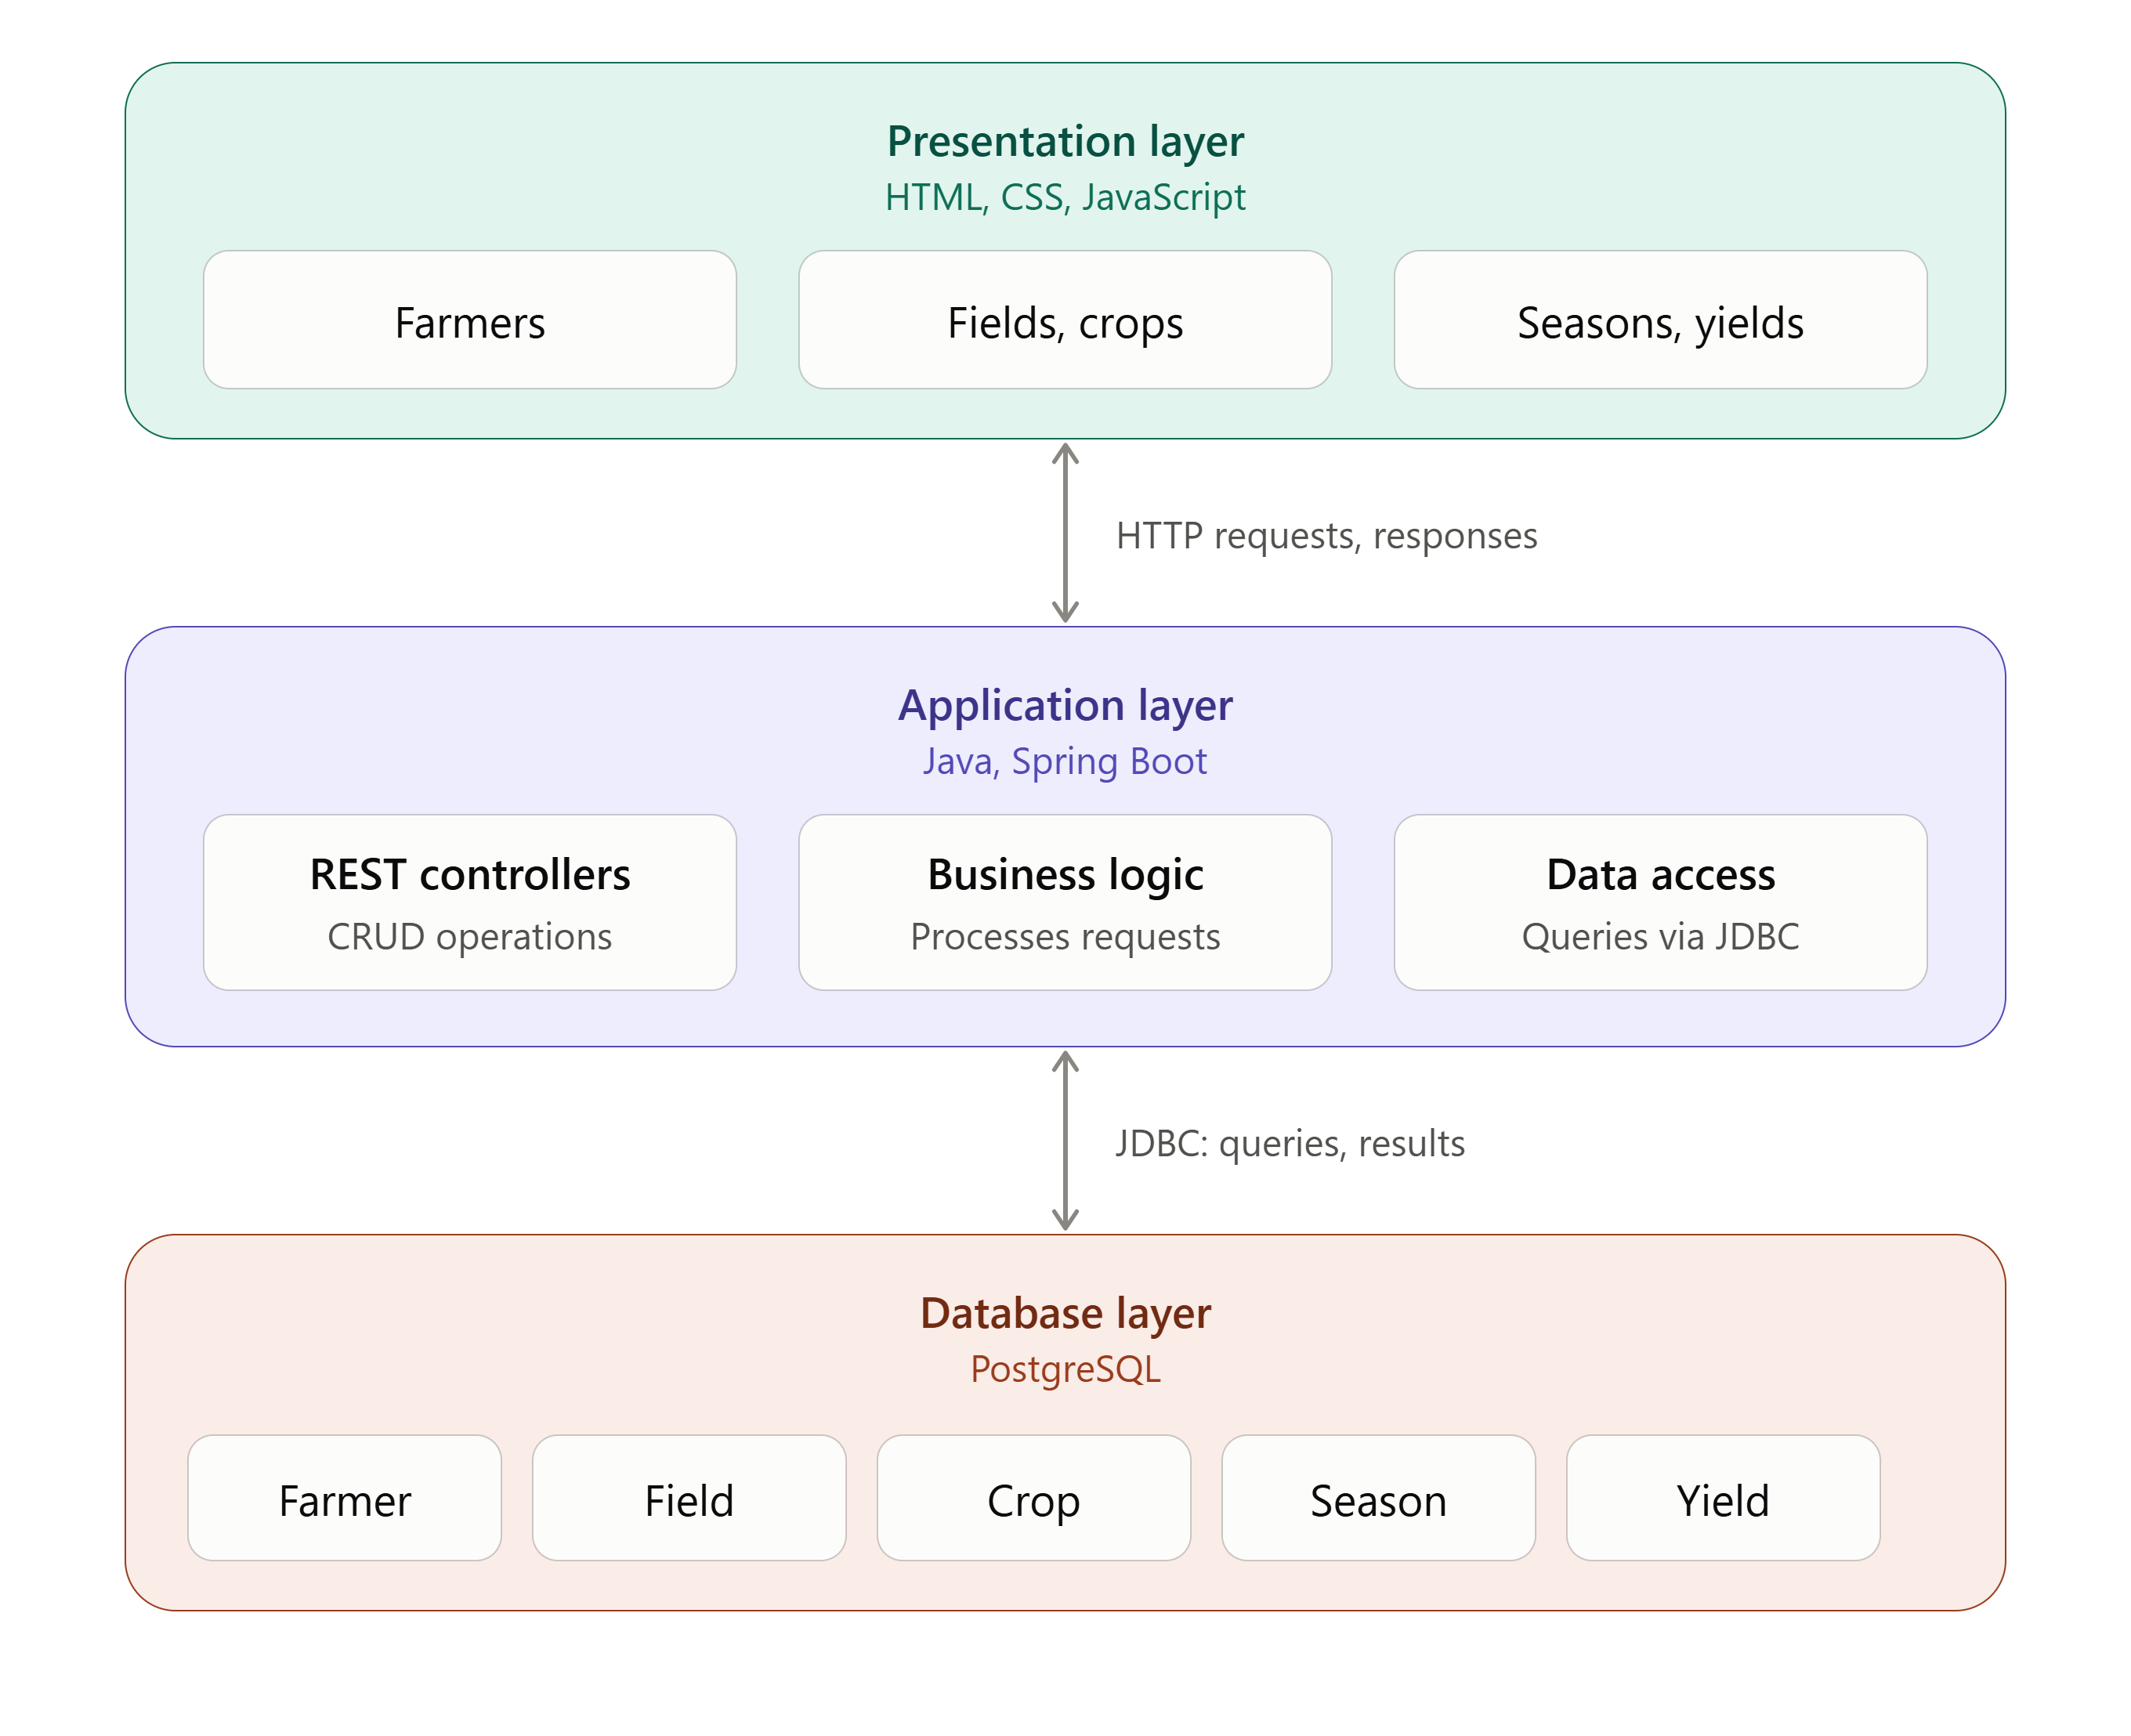 Presentation layer
HTML, CSS, JavaScript
Farmers
Fields, crops
Seasons, yields
HTTP requests, responses
Application layer
Java, Spring Boot
REST controllers
CRUD operations
Business logic
Processes requests
Data access
Queries via JDBC
JDBC: queries, results
Database layer
PostgreSQL
Farmer
Field
Crop
Season
Yield